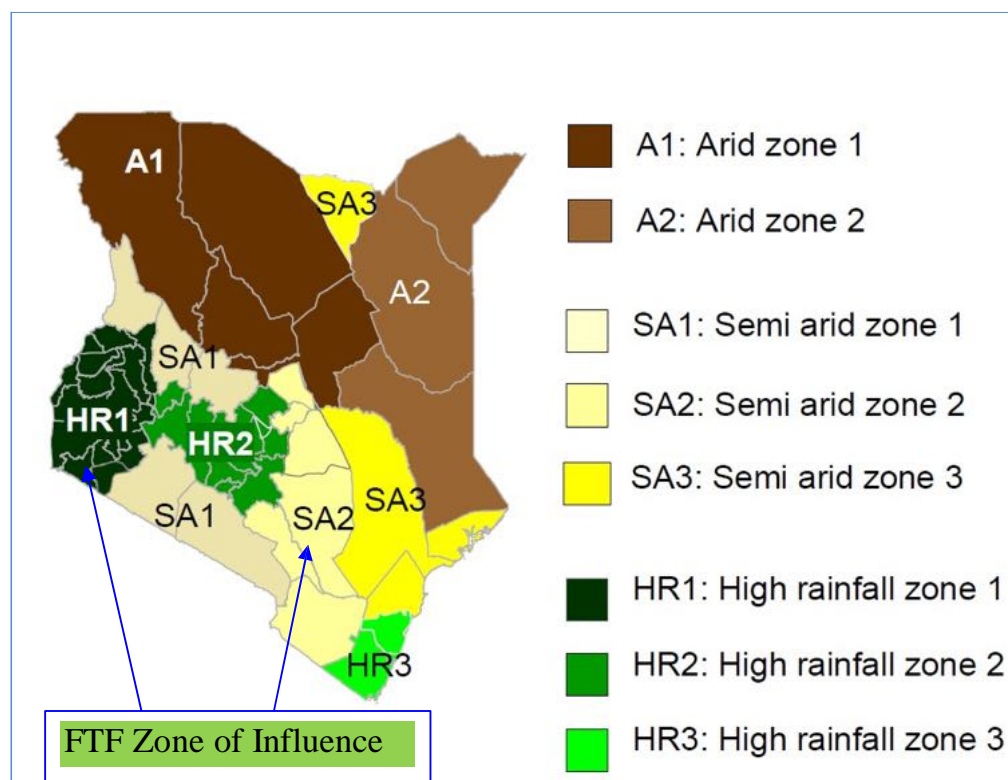 A1
SA3
A2
SA1
HR1
HR2
SA3
SA1
SA2
HR3
FTF Zone of Influence
A1: Arid zone 1
A2: Arid zone 2
SA1: Semi arid zone 1
SA2: Semi arid zone 2
SA3: Semi arid zone 3
HR1: High rainfall zone 1
HR2: High rainfall zone 2
HR3: High rainfall zone 3